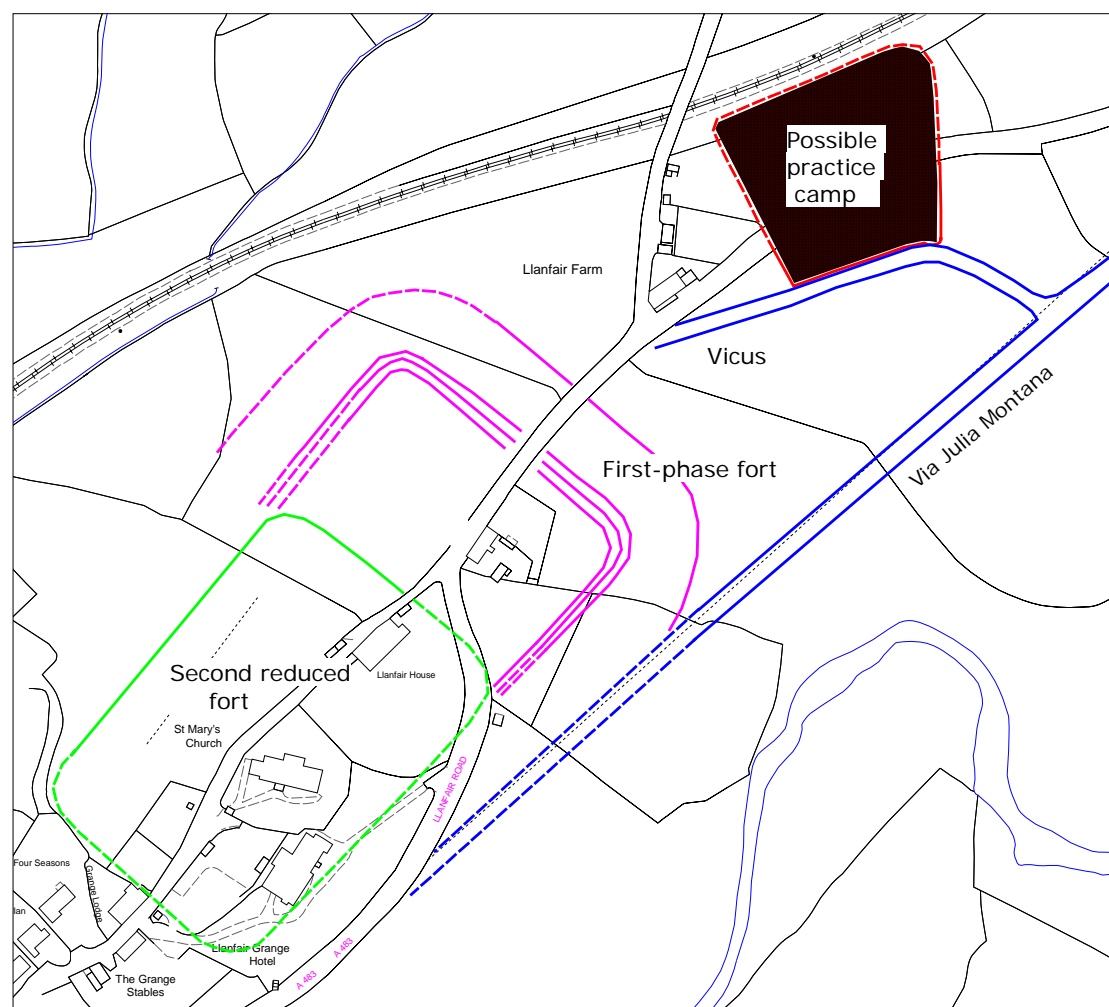 Possible
practice
camp
Llanfair Farm
Vicus
Via Julia Montana
First-phase fort
Second reduced
fort
Llanfair House
St Mary's
Church
LLANFAIR ROAD
Four Seasons
Grange Lodge
lan
Llanfair Grange
Hotel
A 483
A 483
The Grange
Stables